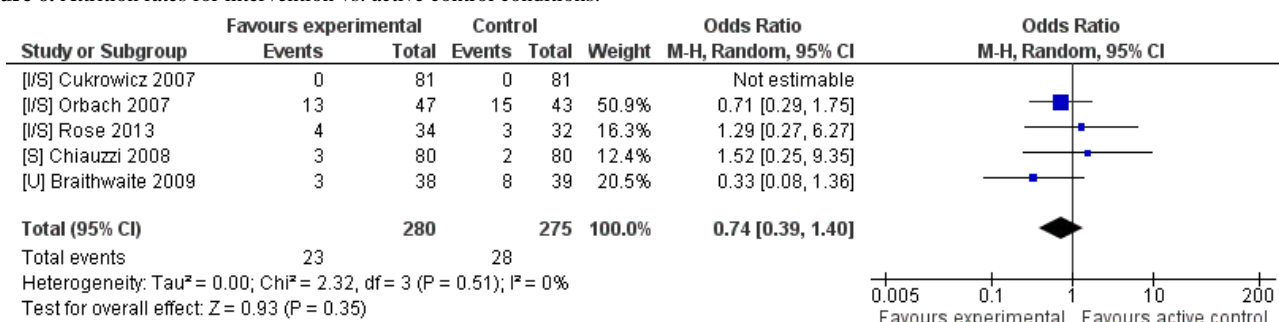 Favours experimental Control Odds Ratio Odds Ratio
Study or Subgroup Events Total Events Total Weight M-H, Random, 95% CI M-H, Random, 95% CI
[I/S] Cukrowicz 2007 0 81 0 81 Not estimable
[I/S] Orbach 2007 13 47 15 43 50.9% 0.71 [0.29, 1.75]
[I/S] Rose 2013 4 34 3 32 16.3% 1.29 [0.27, 6.27]
[S] Chiauzzi 2008 3 80 2 80 12.4% 1.52 [0.25, 9.35]
[U] Braithwaite 2009 3 38 8 39 20.5% 0.33 [0.08, 1.36]
Total (95% CI) 280 275 100.0% 0.74 [0.39, 1.40]
Total events 23 28
Heterogeneity: Tau² = 0.00; Chi² = 2.32, df = 3 (P = 0.51); I² = 0%
Test for overall effect: Z = 0.93 (P = 0.35)
0.005 0.1 1 10 200
Favours experimental Favours active control